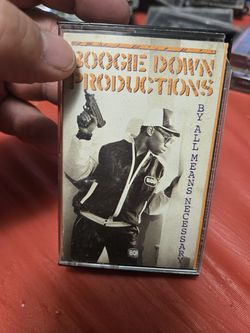 BOOGIE DOWN
PRODUCTIONS
BY ALL MEANS NECESSARY